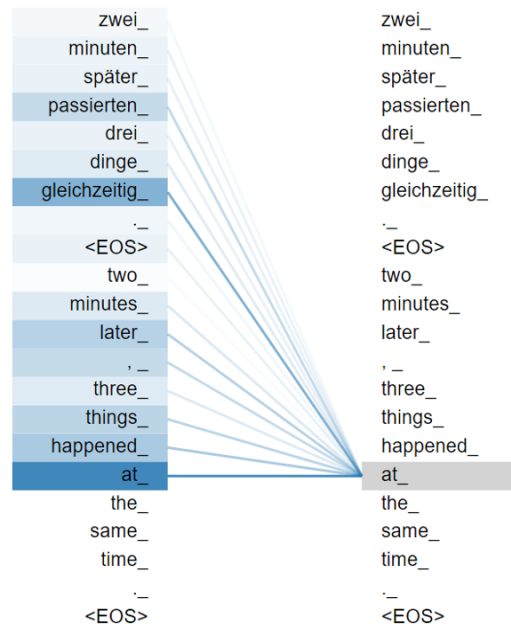 zwei_ zwei_
minuten_ minuten_
später_ später_
passierten_ passierten_
drei_ drei_
dinge_ dinge_
gleichzeitig_ gleichzeitig_
._ ._
<EOS> <EOS>
two_ two_
minutes_ minutes_
later_ later_
, _ , _
three_ three_
things_ things_
happened_ happened_
at_ at_
the_ the_
same_ same_
time_ time_
._ ._
<EOS> <EOS>